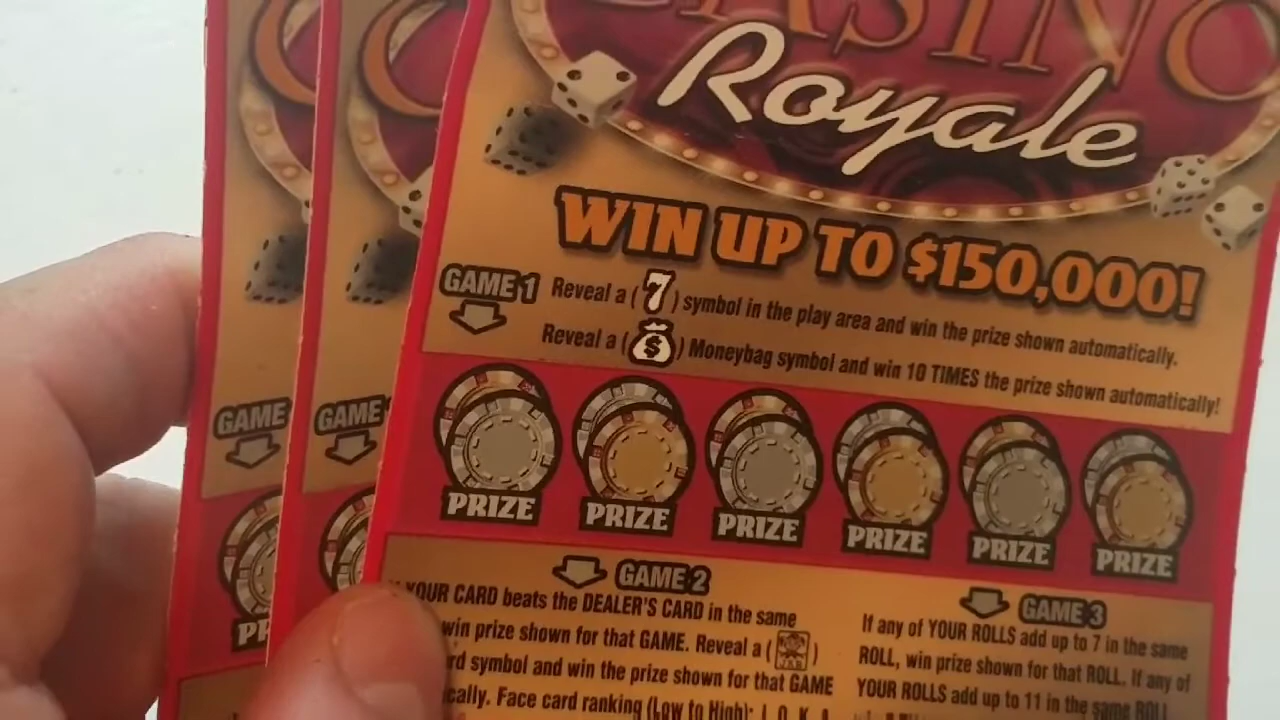 CASINO
Royale
WIN UP TO $150,000!
GAME 1 Reveal a ( 7 ) symbol in the play area and win the prize shown automatically.
Reveal a ( $ ) Moneybag symbol and win 10 TIMES the prize shown automatically!
GAME GAME
PRIZE PRIZE PRIZE PRIZE PRIZE PRIZE
GAME 2
YOUR CARD beats the DEALER'S CARD in the same
win prize shown for that GAME. Reveal a ( )
symbol and win the prize shown for that GAME
Face card ranking (Low to High): J, Q, K, A
GAME 3
If any of YOUR ROLLS add up to 7 in the same
ROLL, win prize shown for that ROLL. If any of
YOUR ROLLS add up to 11 in the same ROLL